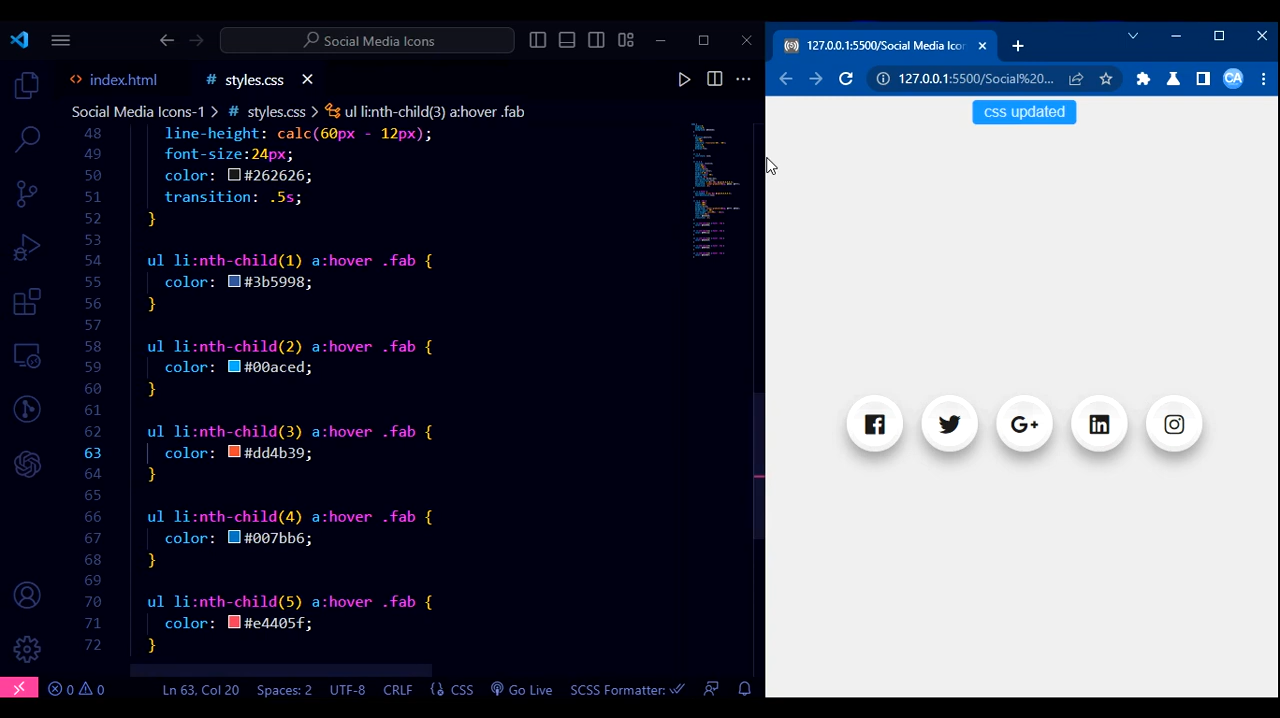 Social Media Icons
index.html
# styles.css
Social Media Icons-1 > # styles.css > ul li:nth-child(3) a:hover .fab
48 line-height: calc(60px - 12px);
49 font-size:24px;
50 color: #262626;
51 transition: .5s;
52 }
53
54 ul li:nth-child(1) a:hover .fab {
55 color: #3b5998;
56 }
57
58 ul li:nth-child(2) a:hover .fab {
59 color: #00aced;
60 }
61
62 ul li:nth-child(3) a:hover .fab {
63 color: #dd4b39;
64 }
65
66 ul li:nth-child(4) a:hover .fab {
67 color: #007bb6;
68 }
69
70 ul li:nth-child(5) a:hover .fab {
71 color: #e4405f;
72 }
0 0
Ln 63, Col 20
Spaces: 2
UTF-8
CRLF
{} CSS
Go Live
SCSS Formatter:
127.0.0.1:5500/Social Media Icon
127.0.0.1:5500/Social%20...
CA
css updated
G+
in